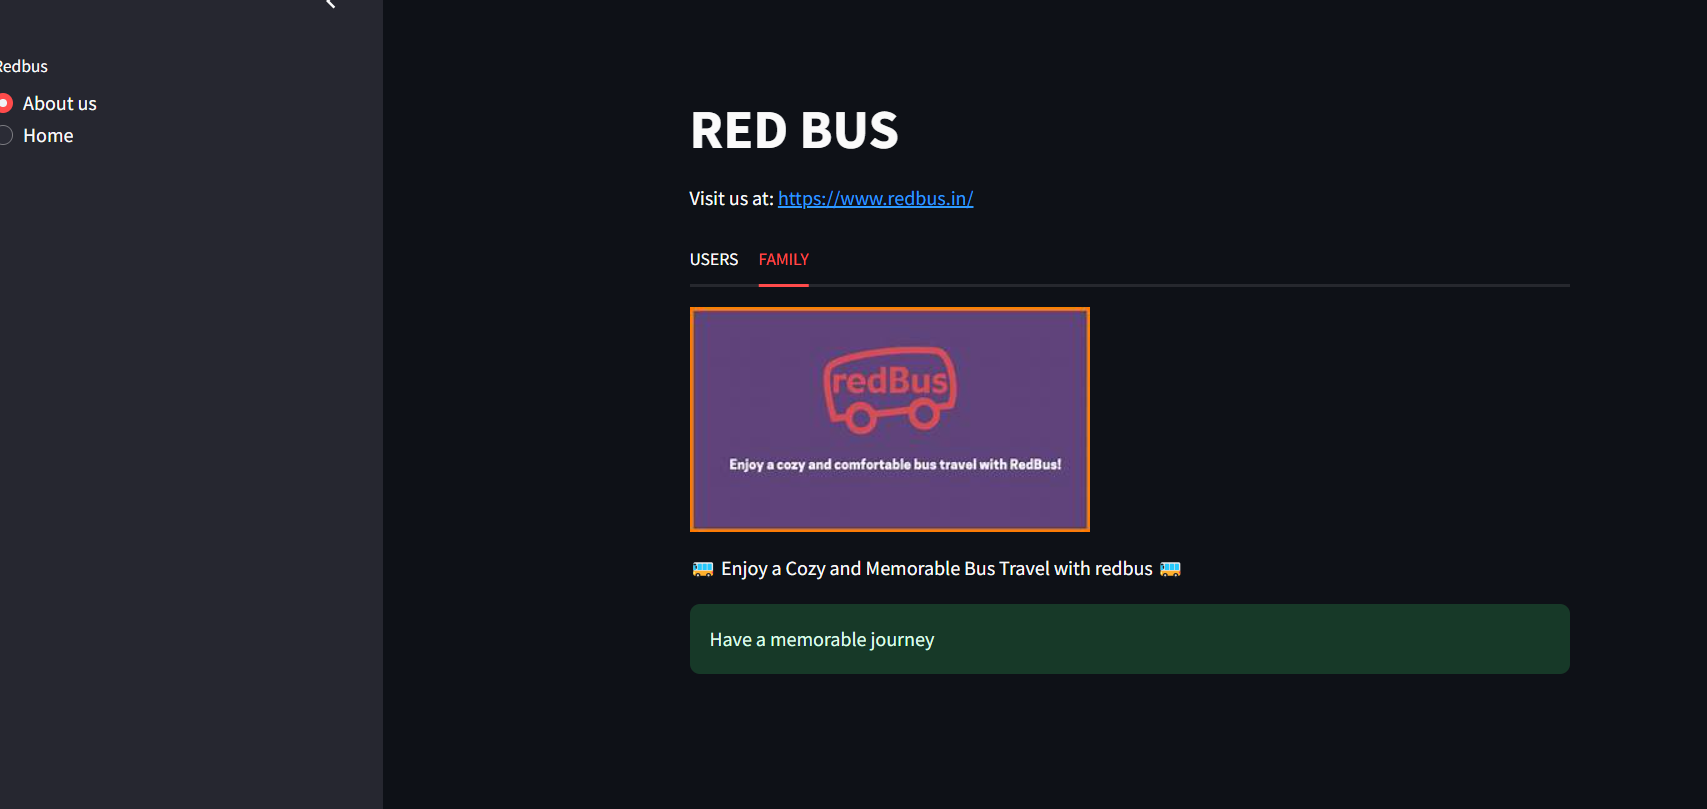 Redbus
About us
Home
RED BUS
Visit us at: https://www.redbus.in/
USERS FAMILY
redBus
Enjoy a cozy and comfortable bus travel with RedBus!
🚌 Enjoy a Cozy and Memorable Bus Travel with redbus 🚌
Have a memorable journey